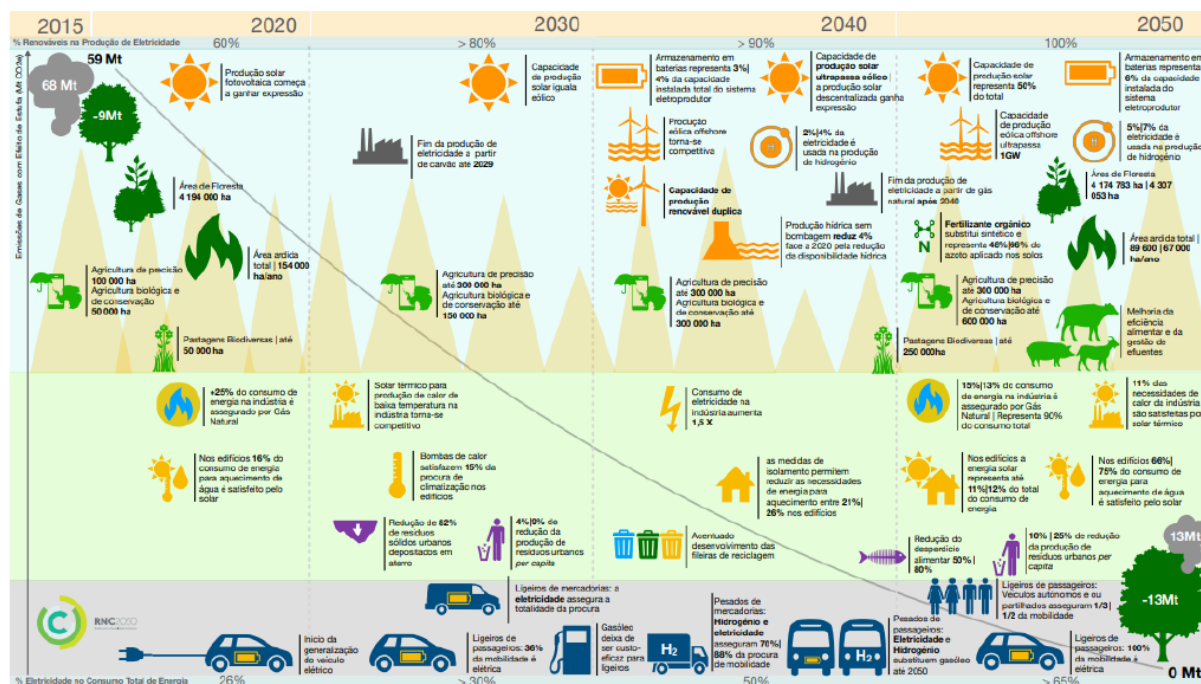 2015
2020
2030
2040
2050
% Renováveis na Produção de Eletricidade
60%
> 80%
> 90%
100%
Emissões de Gases com Efeito de Estufa (Mt CO2e)
68 Mt
59 Mt
-9Mt
Produção solar
fotovoltaica começa
a ganhar expressão
Capacidade
de produção
solar iguala
eólico
Armazenamento em
baterias representa 3%|
4% da capacidade
instalada total do sistema
eletroprodutor
Capacidade de
produção solar
ultrapassa eólico |
a produção solar
descentralizada ganha
expressão
Capacidade de
produção solar
representa 50%
do total
Armazenamento em
baterias representa
6% da capacidade
instalada do
sistema
eletroprodutor
Fim da produção de
eletricidade a partir
de carvão até 2029
Produção
eólica offshore
torna-se
competitiva
2%|4% da
eletricidade é
usada na produção
de hidrogénio
Capacidade
de produção
eólica offshore
ultrapassa
1GW
5%|7% da
eletricidade é
usada na produção
de hidrogénio
Área de Floresta
4 194 000 ha
Capacidade de
produção
renovável duplica
Fim da produção de
eletricidade a partir de gás
natural após 2040
Área de Floresta
4 174 783 ha | 4 307
053 ha
Área ardida
total | 154 000
ha/ano
Produção hídrica sem
bombagem reduz 4%
face a 2020 pela redução
da disponibilidade hídrica
N
Fertilizante orgânico
substitui sintético e
representa 48%|66% do
azoto aplicado nos solos
Área ardida total |
89 600 | 67 000
ha/ano
Agricultura de precisão
100 000 ha
Agricultura biológica e
de conservação
50 000 ha
Agricultura de precisão
até 300 000 ha
Agricultura biológica e
de conservação até
150 000 ha
Agricultura de precisão
até 300 000 ha
Agricultura biológica e
de conservação até
300 000 ha
Agricultura de precisão
até 300 000 ha
Agricultura biológica e
de conservação até
600 000 ha
Melhoria da
eficiência
alimentar e da
gestão de
efluentes
Pastagens Biodiversas | até
50 000 ha
Pastagens Biodiversas | até
250 000ha
+25% do consumo de
energia na indústria é
assegurado por Gás
Natural
Solar térmico para
produção de calor de
baixa temperatura na
indústria torna-se
competitivo
Consumo de
eletricidade na
indústria aumenta
1,5 X
15%|13% do consumo
de energia na indústria é
assegurado por Gás
Natural | Representa 90%
do consumo total
11% das
necessidades de
calor da indústria
são satisfeitas por
solar térmico
Nos edifícios 16% do
consumo de energia
para aquecimento de
água é satisfeito pelo
solar
Bombas de calor
satisfazem 15% da
procura de
climatização nos
edifícios
as medidas de
isolamento permitem
reduzir as necessidades
de energia para
aquecimento entre 21%|
26% nos edifícios
Nos edifícios a
energia solar
representa até
11%|12% do total
do consumo de
energia
Nos edifícios 66%|
75% do consumo de
energia para
aquecimento de água
é satisfeito pelo solar
Redução de 62%
de resíduos
sólidos urbanos
depositados em
aterro
4%|9% de
redução da
produção de
resíduos urbanos
per capita
Acentuado
desenvolvimento das
fileiras de reciclagem
Redução do
desperdício
alimentar 50% |
80%
10% | 25% de redução
da produção de
resíduos urbanos per
capita
13Mt
-13Mt
RNC2050
Ligeiros de mercadorias: a
eletricidade assegura a
totalidade da procura
Ligeiros de passageiros:
Veículos autónomos e ou
partilhados asseguram 1/3 |
1/2 da mobilidade
Inicio da
generalização
do veículo
elétrico
Ligeiros de
passageiros: 36%
da mobilidade é
elétrica
Gasóleo
deixa de
ser custo-
eficaz para
ligeiros
H2
Pesados de
mercadorias:
Hidrogénio e
eletricidade
asseguram 76%|
88% da procura
de mobilidade
H2
Pesados de
passageiros:
Eletricidade e
Hidrogénio
substituem gasóleo
até 2050
Ligeiros de
passageiros: 100%
da mobilidade é
elétrica
0 Mt
% Eletricidade no Consumo Total de Energia
26%
> 30%
50%
> 65%